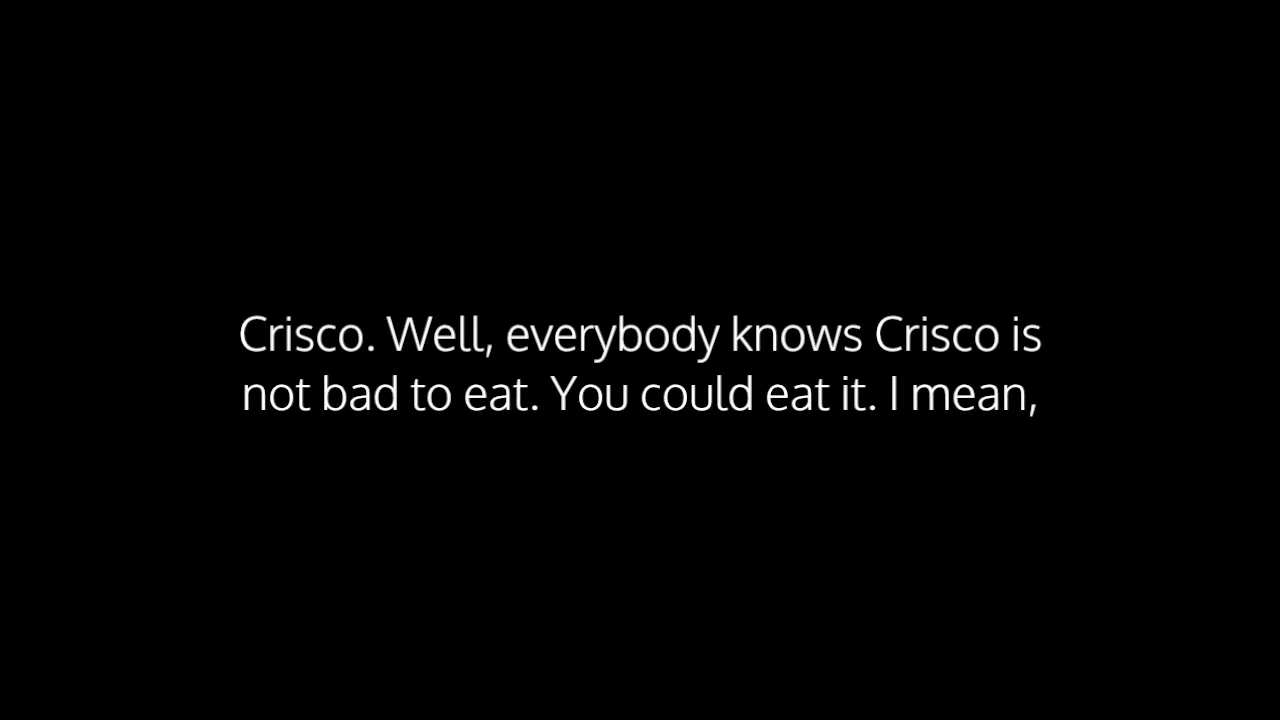 Crisco. Well, everybody knows Crisco is
not bad to eat. You could eat it. I mean,